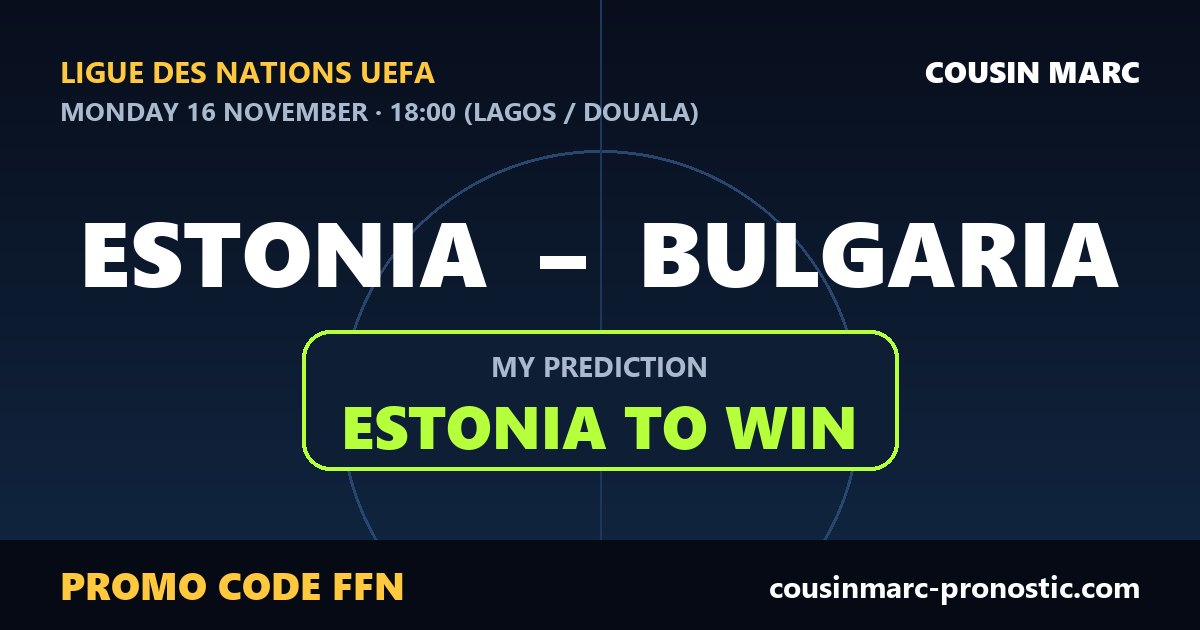 LIGUE DES NATIONS UEFA
COUSIN MARC
MONDAY 16 NOVEMBER · 18:00 (LAGOS / DOUALA)
ESTONIA – BULGARIA
MY PREDICTION
ESTONIA TO WIN
PROMO CODE FFN
cousinmarc-pronostic.com